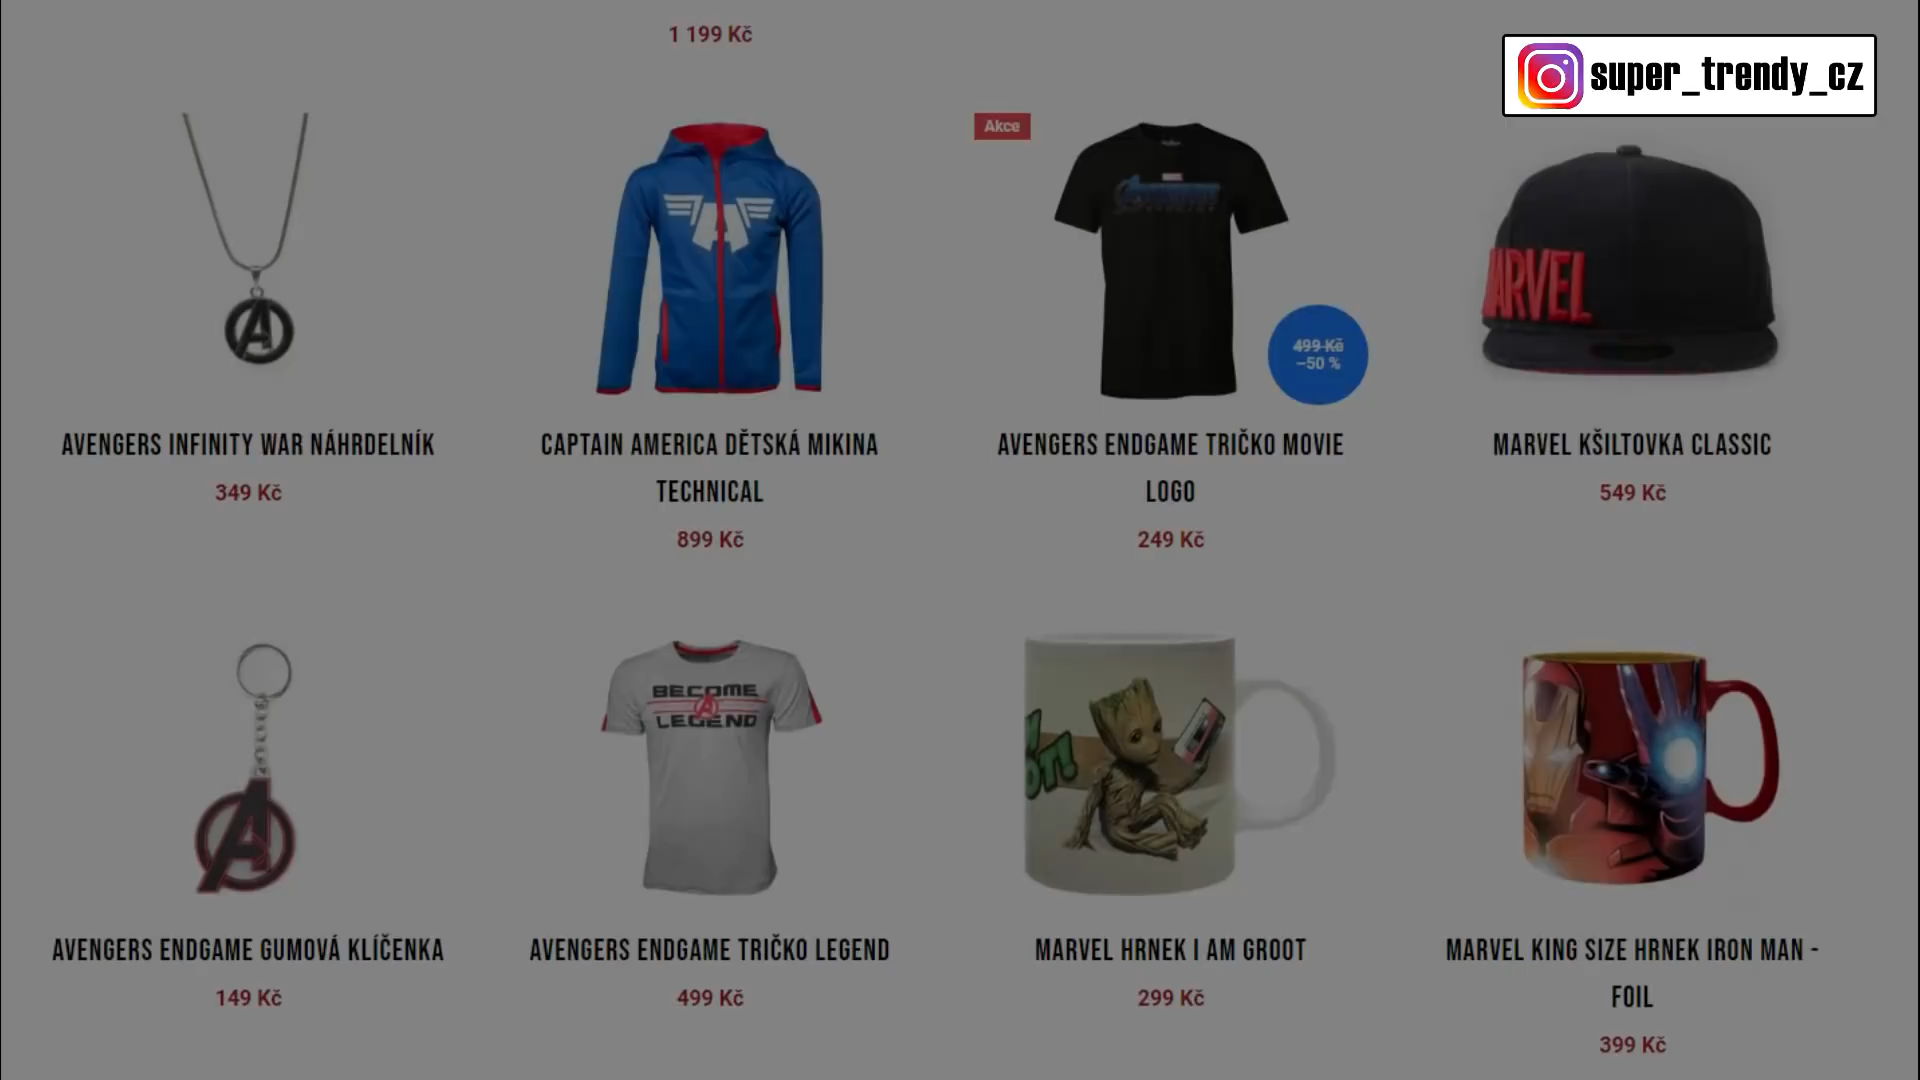 1 199 Kč
super_trendy_cz
Akce
MARVEL
499 Kč
–50 %
AVENGERS INFINITY WAR NÁHRDELNÍK
349 Kč
CAPTAIN AMERICA DĚTSKÁ MIKINA
TECHNICAL
899 Kč
AVENGERS ENDGAME TRIČKO MOVIE
LOGO
249 Kč
MARVEL KŠILTOVKA CLASSIC
549 Kč
BECOME
A
LEGEND
AVENGERS ENDGAME GUMOVÁ KLÍČENKA
149 Kč
AVENGERS ENDGAME TRIČKO LEGEND
499 Kč
MARVEL HRNEK I AM GROOT
299 Kč
MARVEL KING SIZE HRNEK IRON MAN -
FOIL
399 Kč